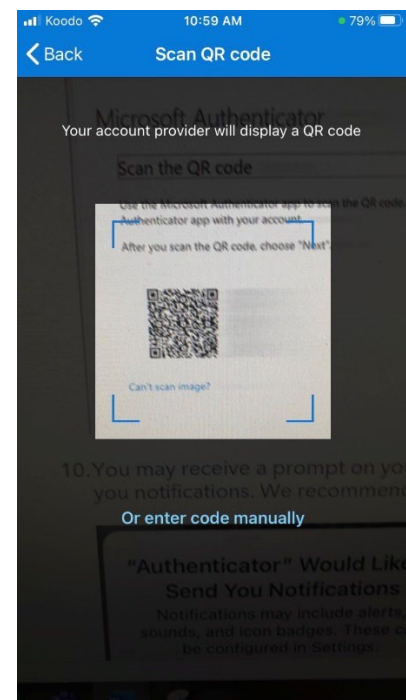 Koodo 10:59 AM 79%
Back Scan QR code
Microsoft Authenticator
Your account provider will display a QR code
Scan the QR code
Use the Microsoft Authenticator app to scan the QR code.
Authenticator app with your account.
After you scan the QR code, choose "Next".
Can't scan image?
10. You may receive a prompt on yo
you notifications. We recommend
Or enter code manually
"Authenticator" Would Like
Send You Notifications
Notifications may include alerts,
sounds, and icon badges. These ca
be configured in Settings.